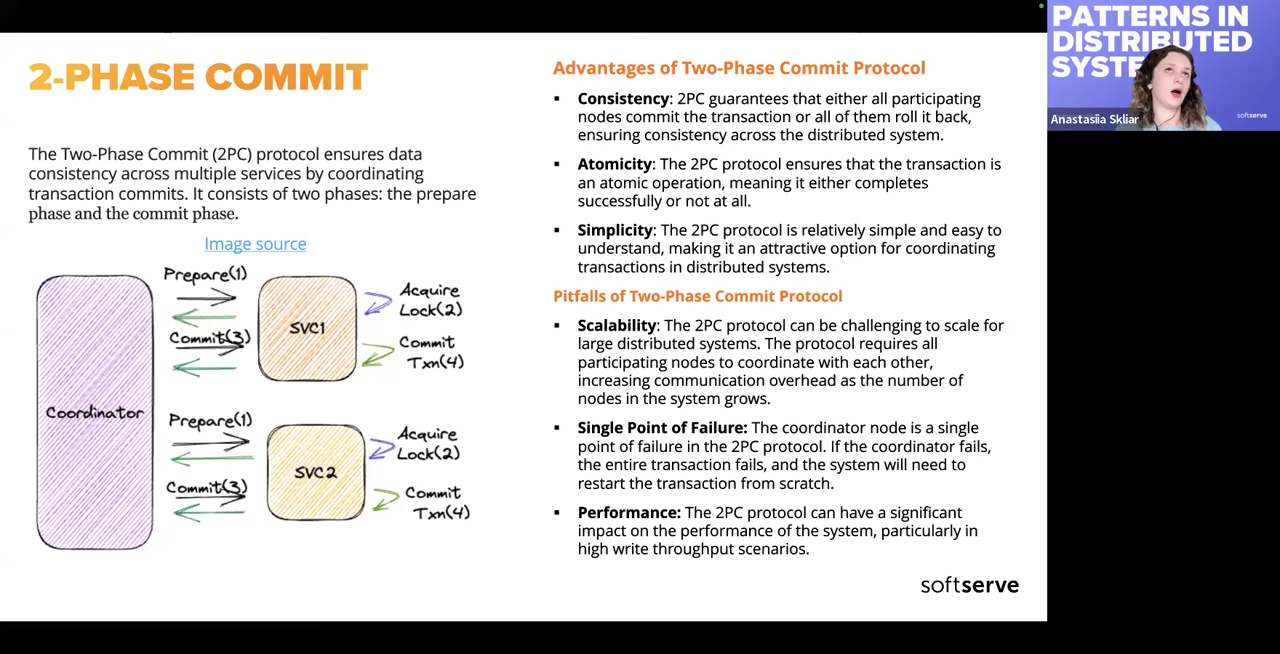 2-PHASE COMMIT
The Two-Phase Commit (2PC) protocol ensures data
consistency across multiple services by coordinating
transaction commits. It consists of two phases: the prepare
phase and the commit phase.
Image source
Coordinator
Prepare(1)
Commit(3)
SVC1
Acquire
Lock(2)
Commit
Txn(4)
Prepare(1)
Commit(3)
SVC2
Acquire
Lock(2)
Commit
Txn(4)
Advantages of Two-Phase Commit Protocol
▪ Consistency: 2PC guarantees that either all participating
nodes commit the transaction or all of them roll it back,
ensuring consistency across the distributed system.
▪ Atomicity: The 2PC protocol ensures that the transaction is
an atomic operation, meaning it either completes
successfully or not at all.
▪ Simplicity: The 2PC protocol is relatively simple and easy to
understand, making it an attractive option for coordinating
transactions in distributed systems.
Pitfalls of Two-Phase Commit Protocol
▪ Scalability: The 2PC protocol can be challenging to scale for
large distributed systems. The protocol requires all
participating nodes to coordinate with each other,
increasing communication overhead as the number of
nodes in the system grows.
▪ Single Point of Failure: The coordinator node is a single
point of failure in the 2PC protocol. If the coordinator fails,
the entire transaction fails, and the system will need to
restart the transaction from scratch.
▪ Performance: The 2PC protocol can have a significant
impact on the performance of the system, particularly in
high write throughput scenarios.
softserve
PATTERNS IN
DISTRIBUTED
SYSTE
Anastasiia Skliar
softserve